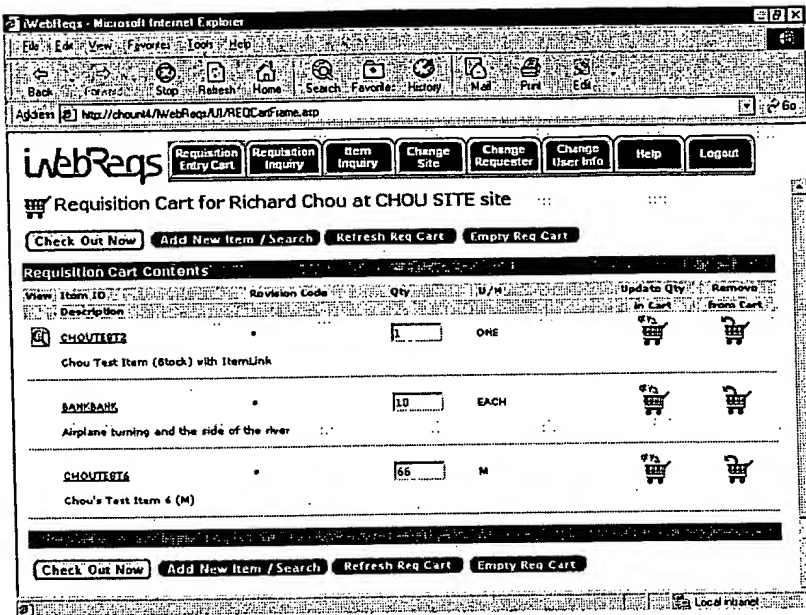 iWebReqs - Microsoft Internet Explorer
File Edit View Favorites Tools Help
Back Forward Stop Refresh Home Search Favorites History Mail Print Edit
Address http://chount4/iWebReqs/UI/REQCartFrame.asp Go
iWebReqs
Requisition Entry Cart
Requisition Inquiry
Item Inquiry
Change Site
Change Requester
Change User Info
Help
Logout
Requisition Cart for Richard Chou at CHOU SITE site
Check Out Now Add New Item / Search Refresh Req Cart Empty Req Cart
Requisition Cart Contents
View Item ID Revision Code Qty U/M Update Qty Remove
Description in Cart from Cart
CHOUTEST2 * 1 ONE
Chou Test Item (Stock) with ItemLink
BANKBANK * 10 EACH
Airplane turning and the side of the river
CHOUTEST6 * 66 M
Chou's Test Item 6 (M)
Check Out Now Add New Item / Search Refresh Req Cart Empty Req Cart
Local intranet